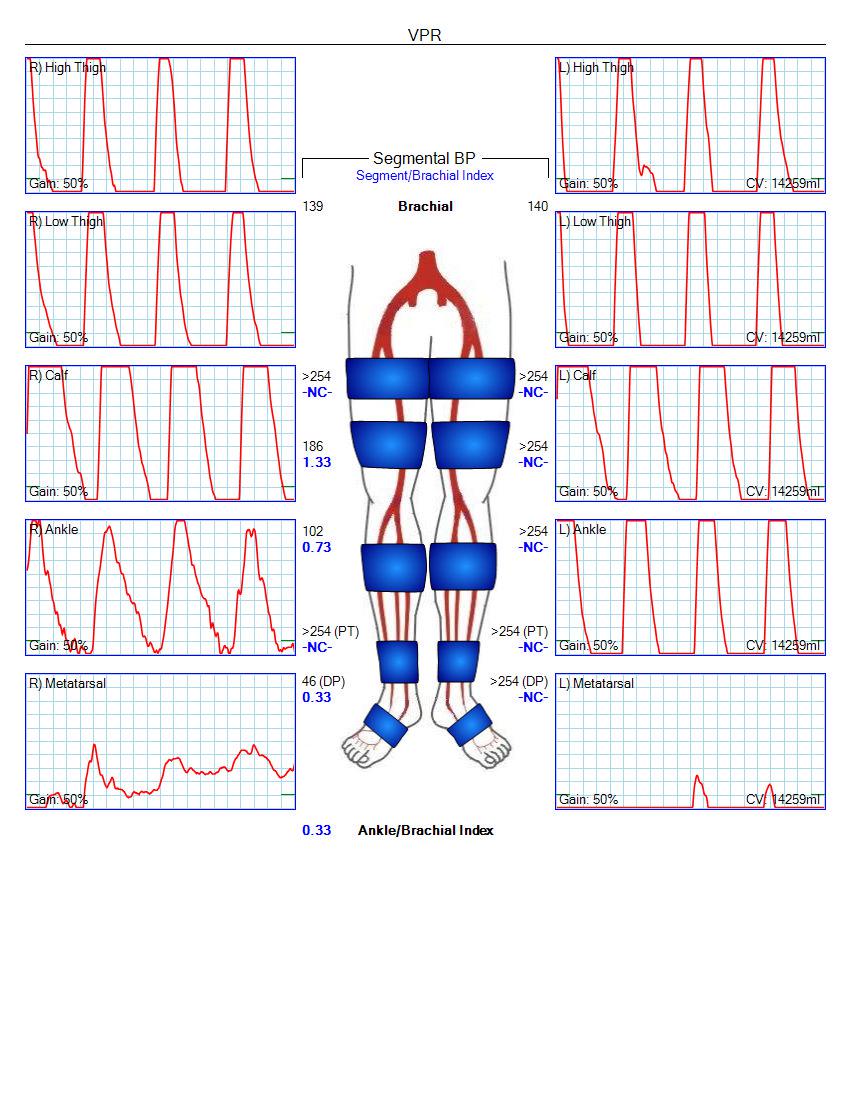 VPR
R) High Thigh
Gain: 50%
L) High Thigh
Gain: 50%
CV: 14259ml
Segmental BP
Segment/Brachial Index
139
Brachial
140
R) Low Thigh
Gain: 50%
L) Low Thigh
Gain: 50%
CV: 14259ml
>254
-NC-
>254
-NC-
R) Calf
Gain: 50%
L) Calf
Gain: 50%
CV: 14259ml
186
1.33
>254
-NC-
R) Ankle
Gain: 50%
L) Ankle
Gain: 50%
CV: 14259ml
102
0.73
>254
-NC-
>254 (PT)
-NC-
>254 (PT)
-NC-
R) Metatarsal
Gain: 50%
46 (DP)
0.33
>254 (DP)
-NC-
L) Metatarsal
Gain: 50%
CV: 14259ml
0.33
Ankle/Brachial Index